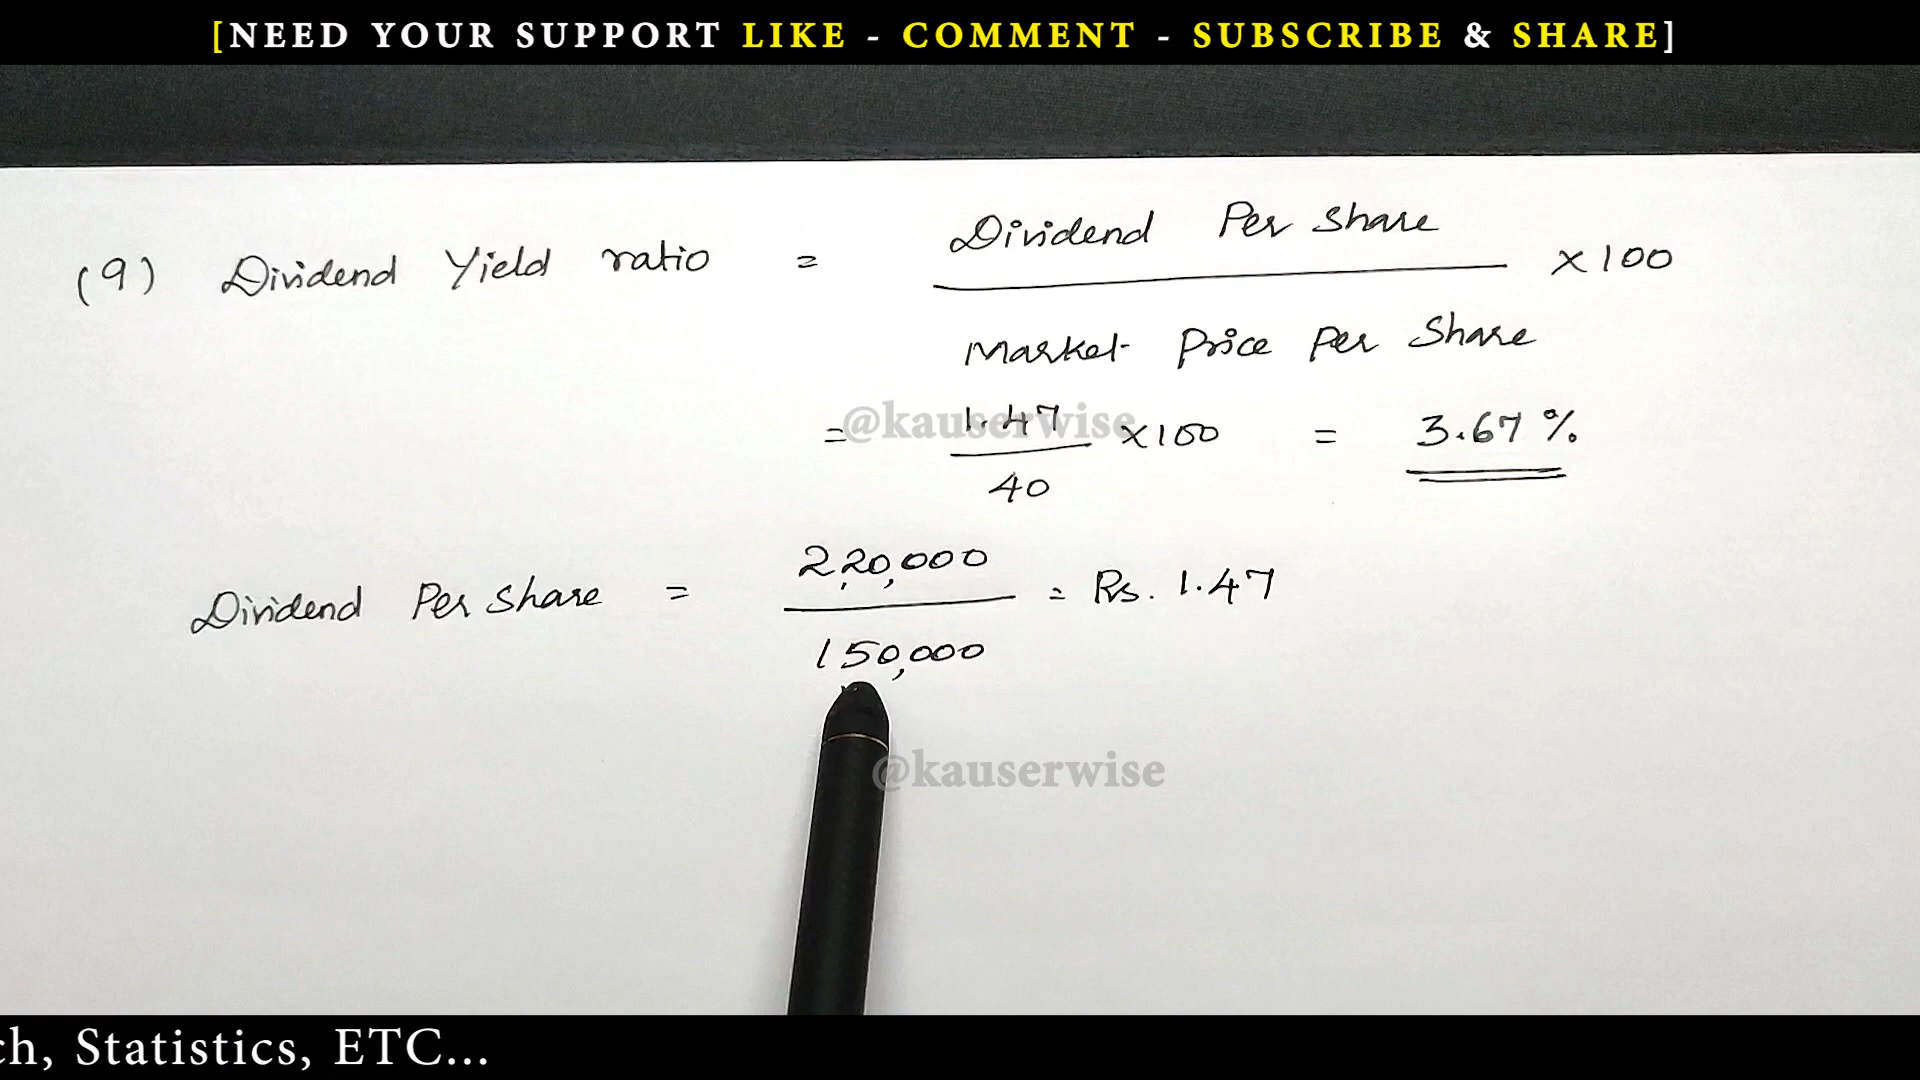 [NEED YOUR SUPPORT LIKE - COMMENT - SUBSCRIBE & SHARE]
(9) Dividend Yield ratio = Dividend Per Share / Market Price Per Share × 100
= 1.47 / 40 × 100 = 3.67 %
@kauserwise
Dividend Per Share = 2,20,000 / 150,000 = Rs. 1.47
@kauserwise
ch, Statistics, ETC...